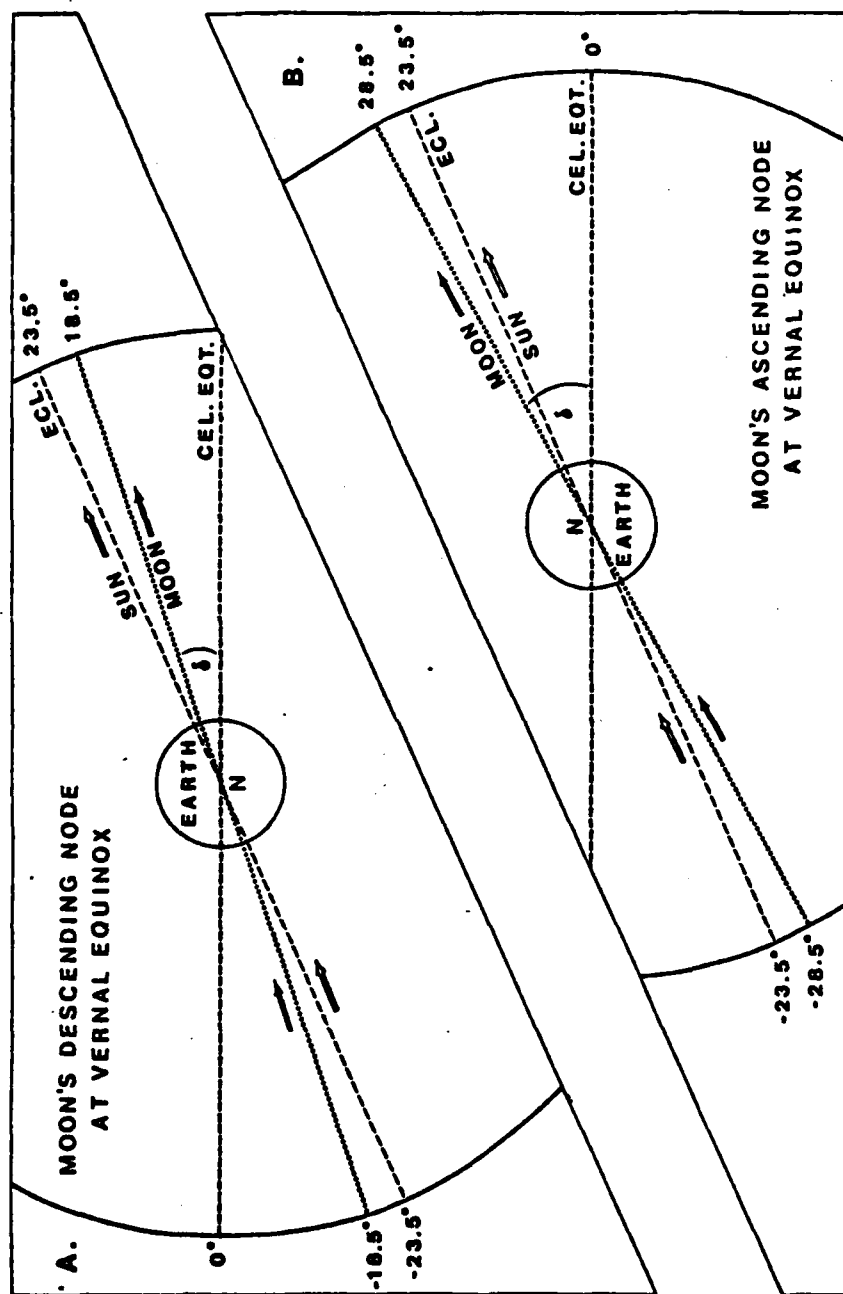 A.
MOON'S DESCENDING NODE
AT VERNAL EQUINOX
0°
-18.5°
-23.5°
EARTH
N
δ
SUN
MOON
ECL.
23.5°
18.5°
CEL. EQT.
B.
28.5°
23.5°
ECL.
0°
CEL. EQT.
MOON
SUN
δ
N
EARTH
-23.5°
-28.5°
MOON'S ASCENDING NODE
AT VERNAL EQUINOX